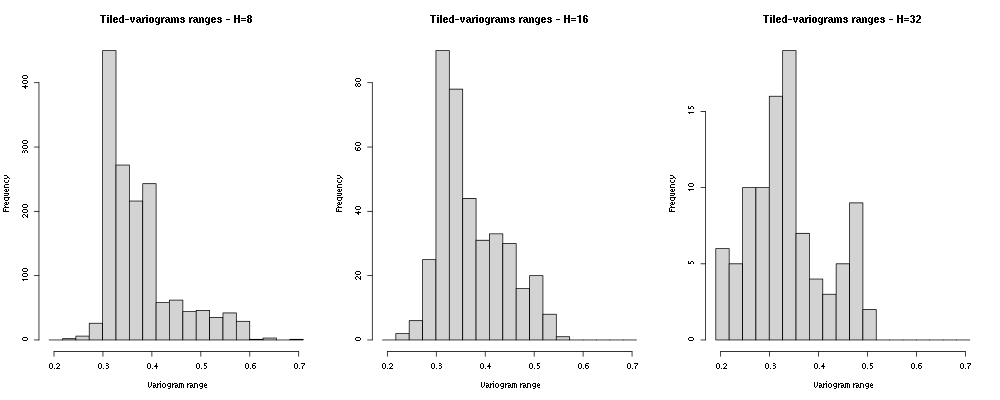 Tiled-variograms ranges - H=8
Frequency
400
300
200
100
0
0.2 0.3 0.4 0.5 0.6 0.7
Variogram range
Tiled-variograms ranges - H=16
Frequency
80
60
40
20
0
0.2 0.3 0.4 0.5 0.6 0.7
Variogram range
Tiled-variograms ranges - H=32
Frequency
15
10
5
0
0.2 0.3 0.4 0.5 0.6 0.7
Variogram range